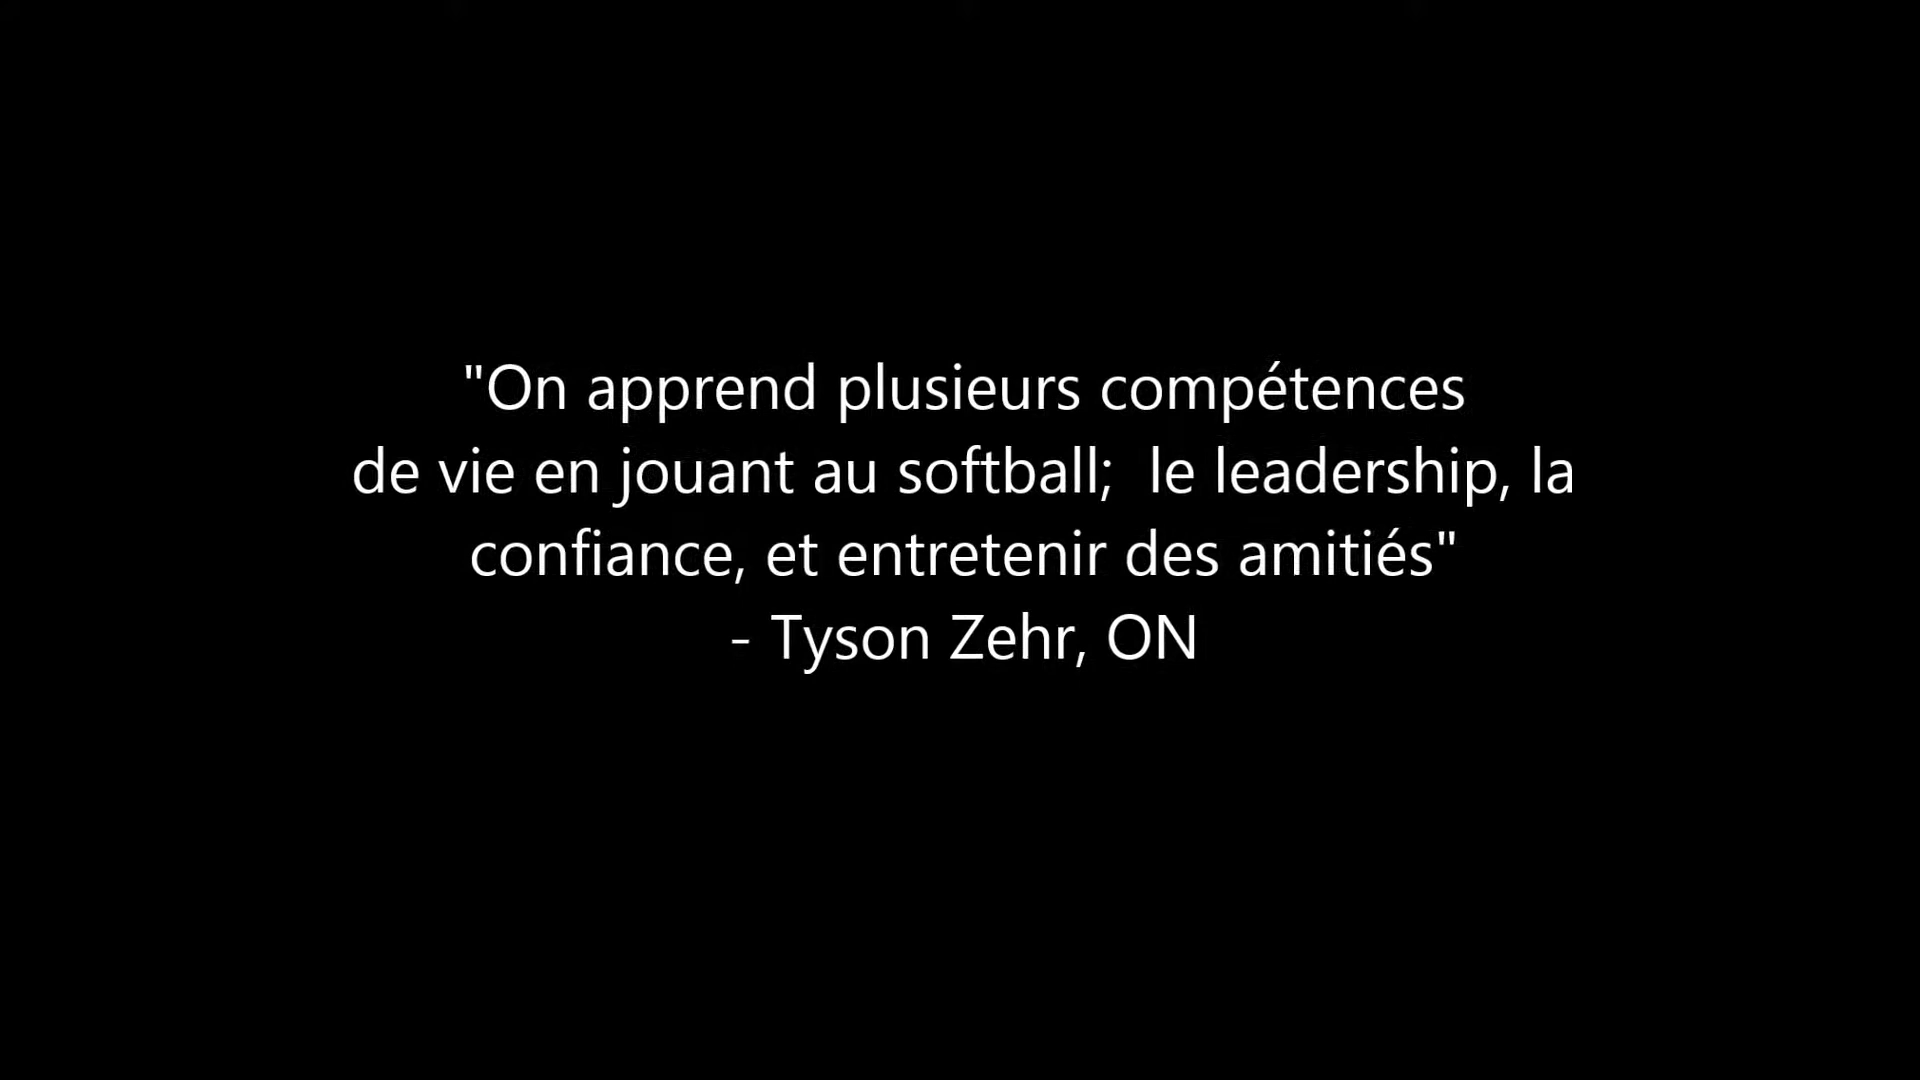 "On apprend plusieurs compétences
de vie en jouant au softball;  le leadership, la
confiance, et entretenir des amitiés"
- Tyson Zehr, ON